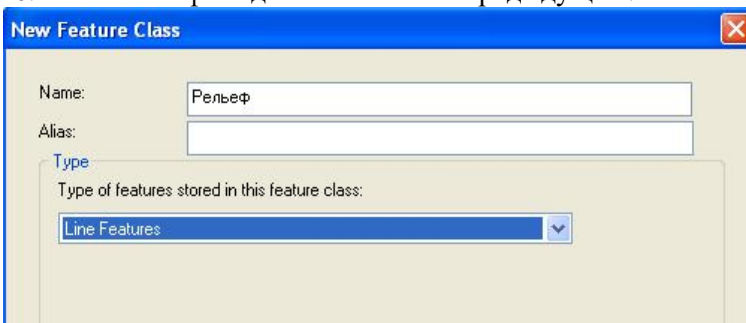 New Feature Class
Name:
Рельеф
Alias:
Type
Type of features stored in this feature class:
Line Features